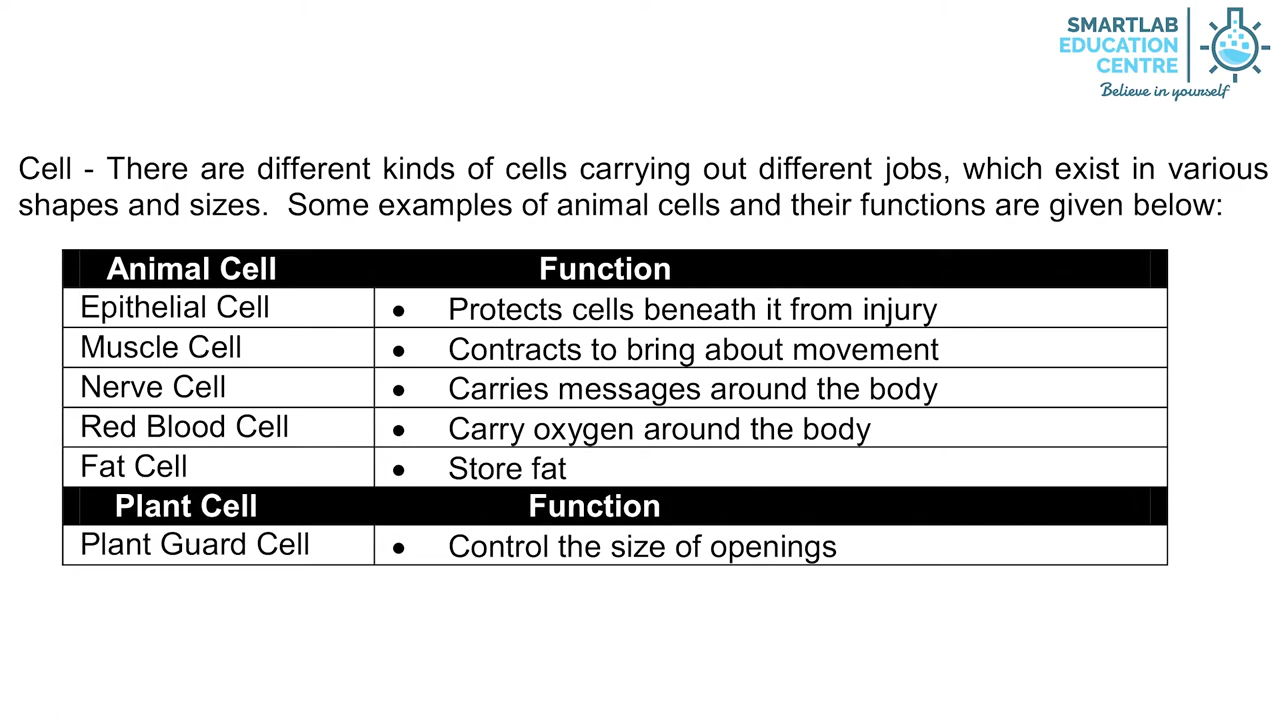 SMARTLAB
EDUCATION
CENTRE
Believe in yourself
Cell - There are different kinds of cells carrying out different jobs, which exist in various
shapes and sizes.  Some examples of animal cells and their functions are given below:
Animal Cell Function
Epithelial Cell • Protects cells beneath it from injury
Muscle Cell • Contracts to bring about movement
Nerve Cell • Carries messages around the body
Red Blood Cell • Carry oxygen around the body
Fat Cell • Store fat
Plant Cell Function
Plant Guard Cell • Control the size of openings